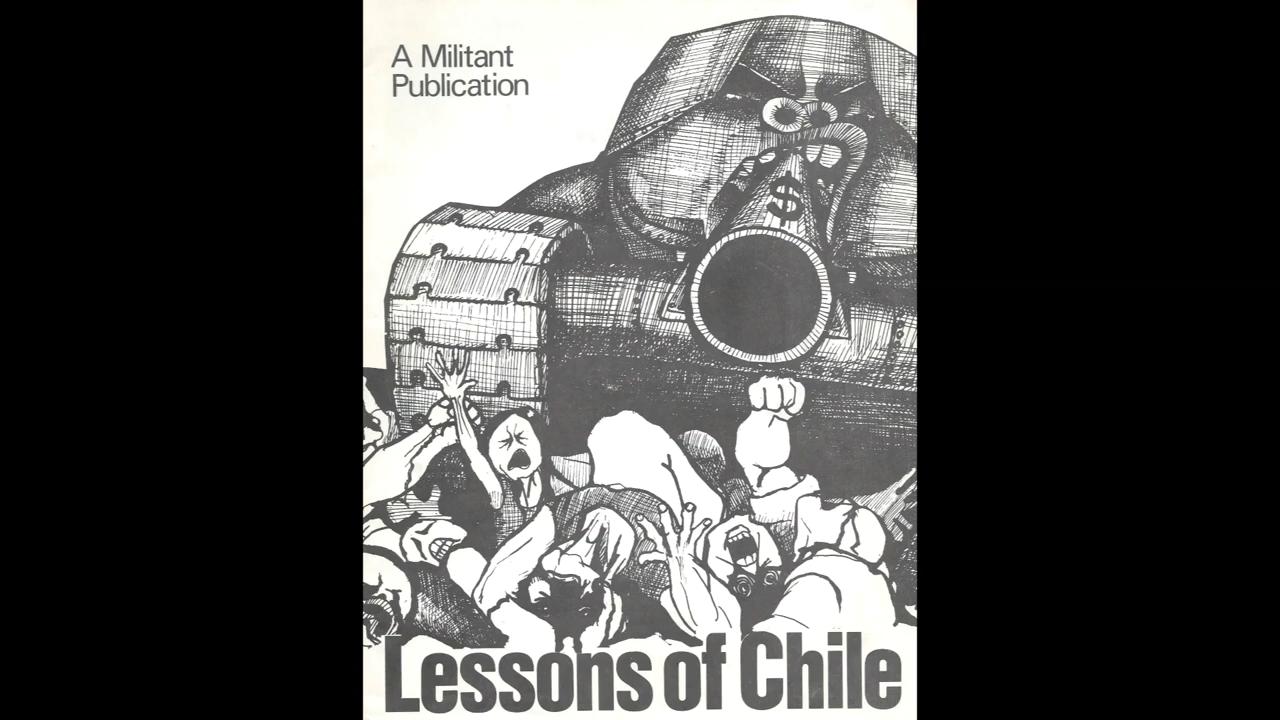 A Militant
Publication
$
$
Lessons of Chile